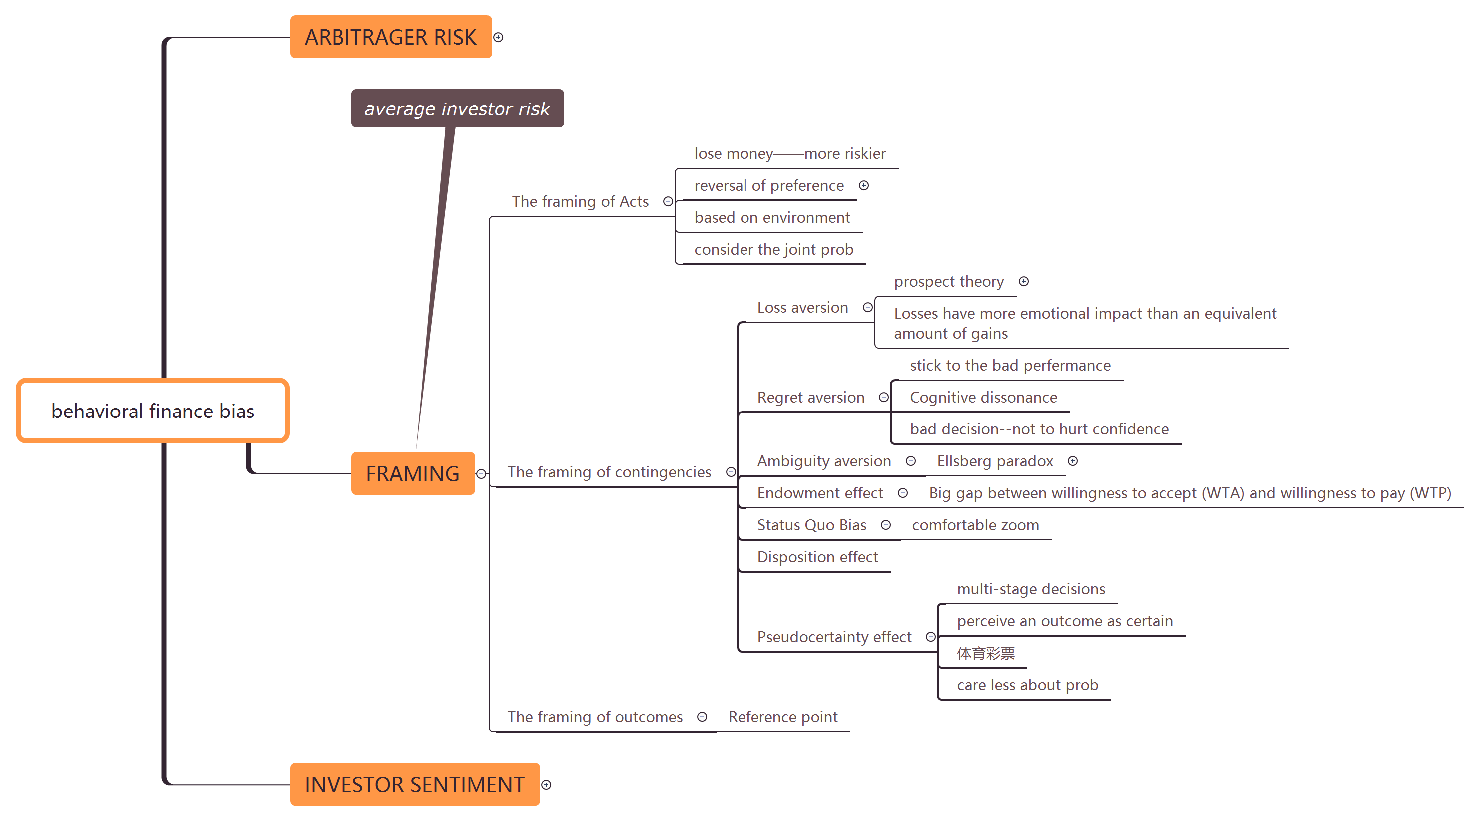 ARBITRAGER RISK
average investor risk
lose money——more riskier
reversal of preference
The framing of Acts
based on environment
consider the joint prob
prospect theory
Loss aversion
Losses have more emotional impact than an equivalent
amount of gains
stick to the bad perfermance
Regret aversion
Cognitive dissonance
behavioral finance bias
bad decision--not to hurt confidence
FRAMING
The framing of contingencies
Ambiguity aversion
Ellsberg paradox
Endowment effect
Big gap between willingness to accept (WTA) and willingness to pay (WTP)
Status Quo Bias
comfortable zoom
Disposition effect
multi-stage decisions
perceive an outcome as certain
Pseudocertainty effect
体育彩票
care less about prob
The framing of outcomes
Reference point
INVESTOR SENTIMENT